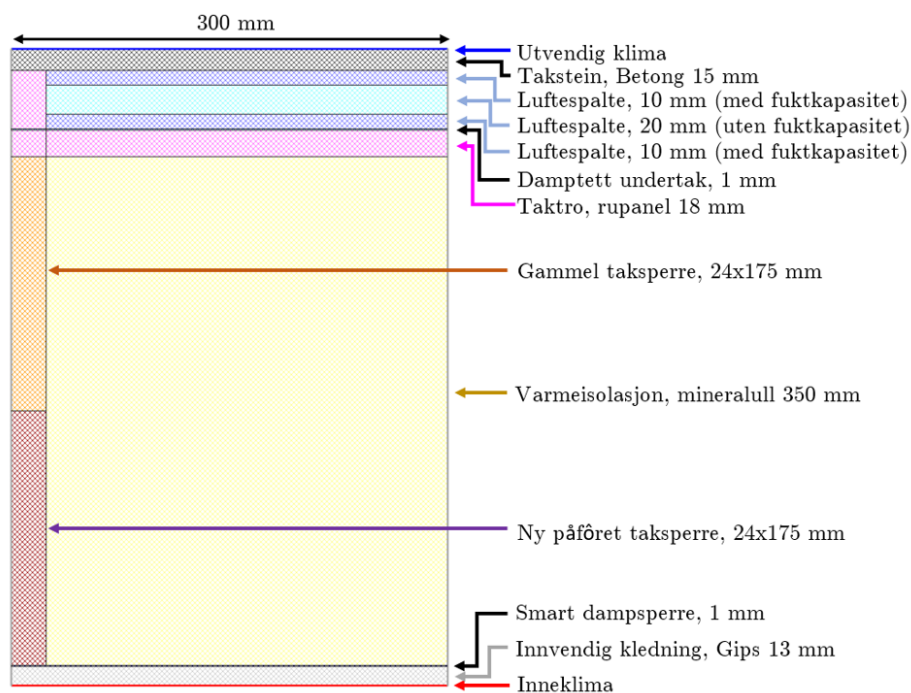 300 mm
Utvendig klima
Takstein, Betong 15 mm
Luftespalte, 10 mm (med fuktkapasitet)
Luftespalte, 20 mm (uten fuktkapasitet)
Luftespalte, 10 mm (med fuktkapasitet)
Damptett undertak, 1 mm
Taktro, rupanel 18 mm
Gammel taksperre, 24x175 mm
Varmeisolasjon, mineralull 350 mm
Ny påfôret taksperre, 24x175 mm
Smart dampsperre, 1 mm
Innvendig kledning, Gips 13 mm
Inneklima